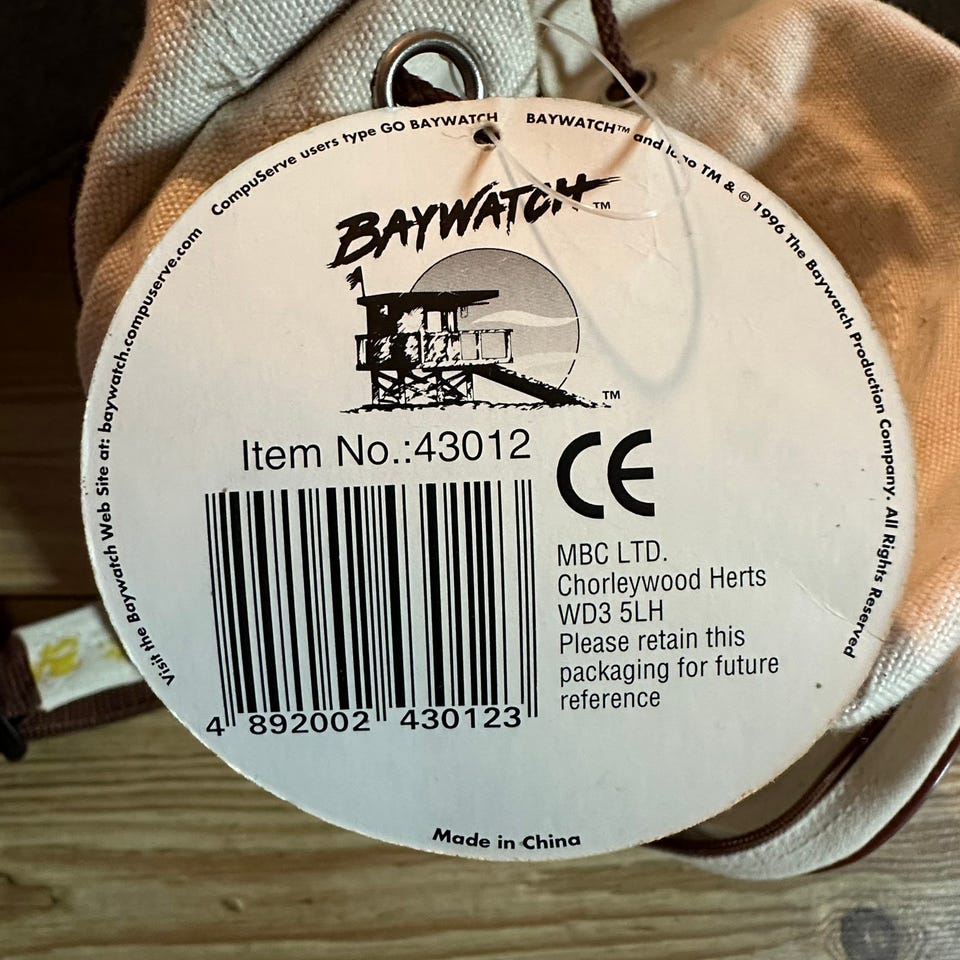 Visit the Baywatch Web Site at: baywatch.compuserve.com
CompuServe users type GO BAYWATCH
BAYWATCH™ and logo TM & © 1996 The Baywatch Production Company. All Rights Reserved
BAYWATCH™
TM
Item No.:43012
CE
4 892002 430123
MBC LTD.
Chorleywood Herts
WD3 5LH
Please retain this
packaging for future
reference
Made in China